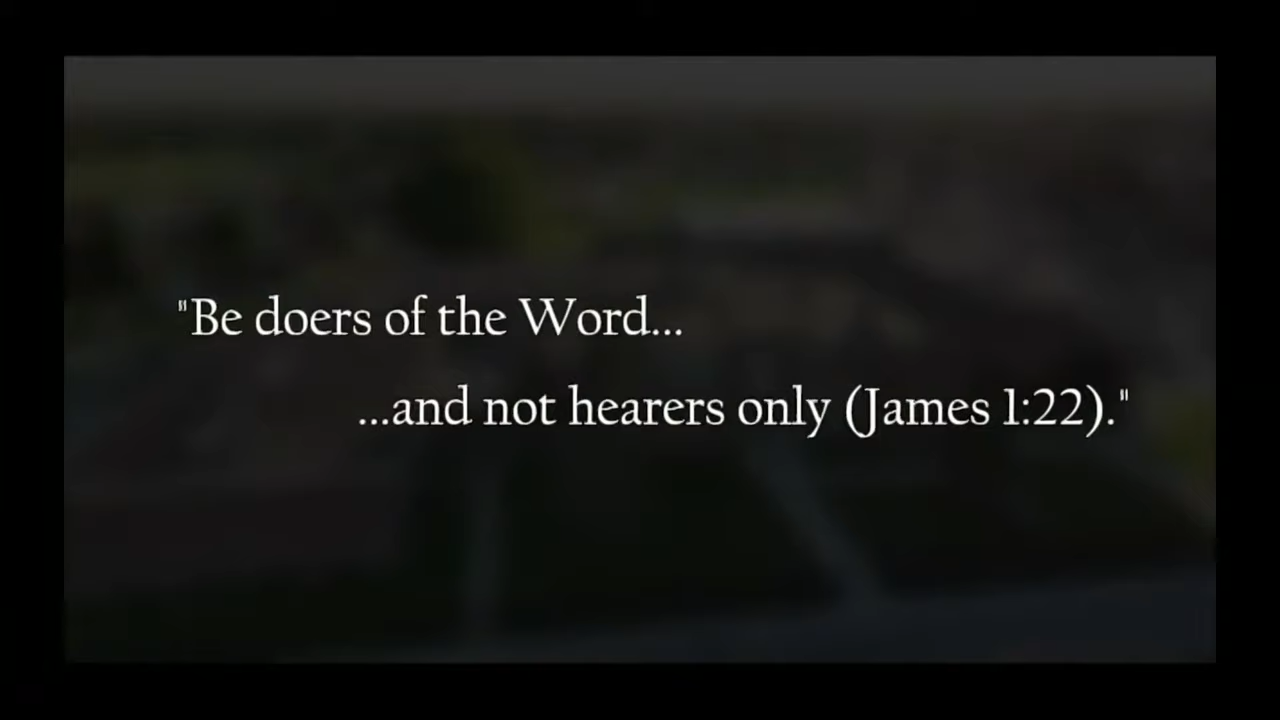 "Be doers of the Word...
...and not hearers only (James 1:22)."